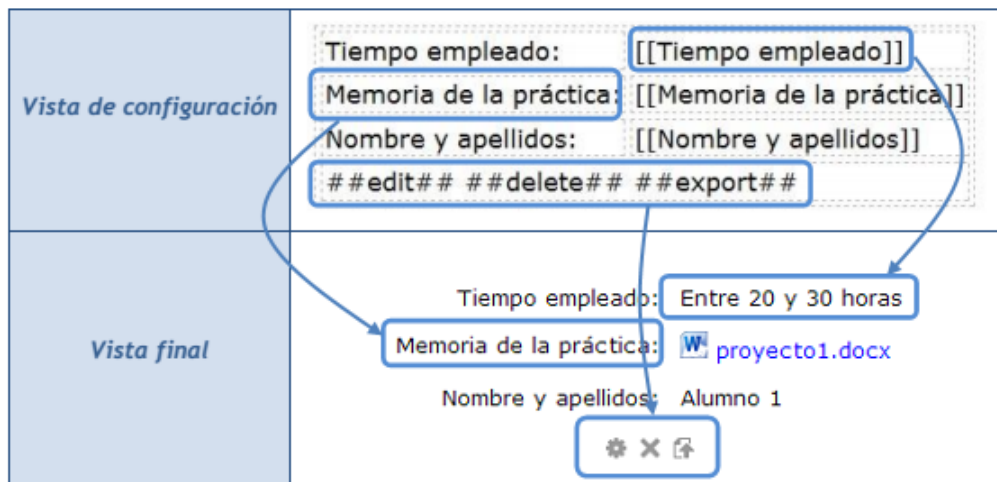 Vista de configuración
Tiempo empleado: [[Tiempo empleado]]
Memoria de la práctica: [[Memoria de la práctica]]
Nombre y apellidos: [[Nombre y apellidos]]
##edit## ##delete## ##export##
Vista final
Tiempo empleado: Entre 20 y 30 horas
Memoria de la práctica: proyecto1.docx
Nombre y apellidos: Alumno 1